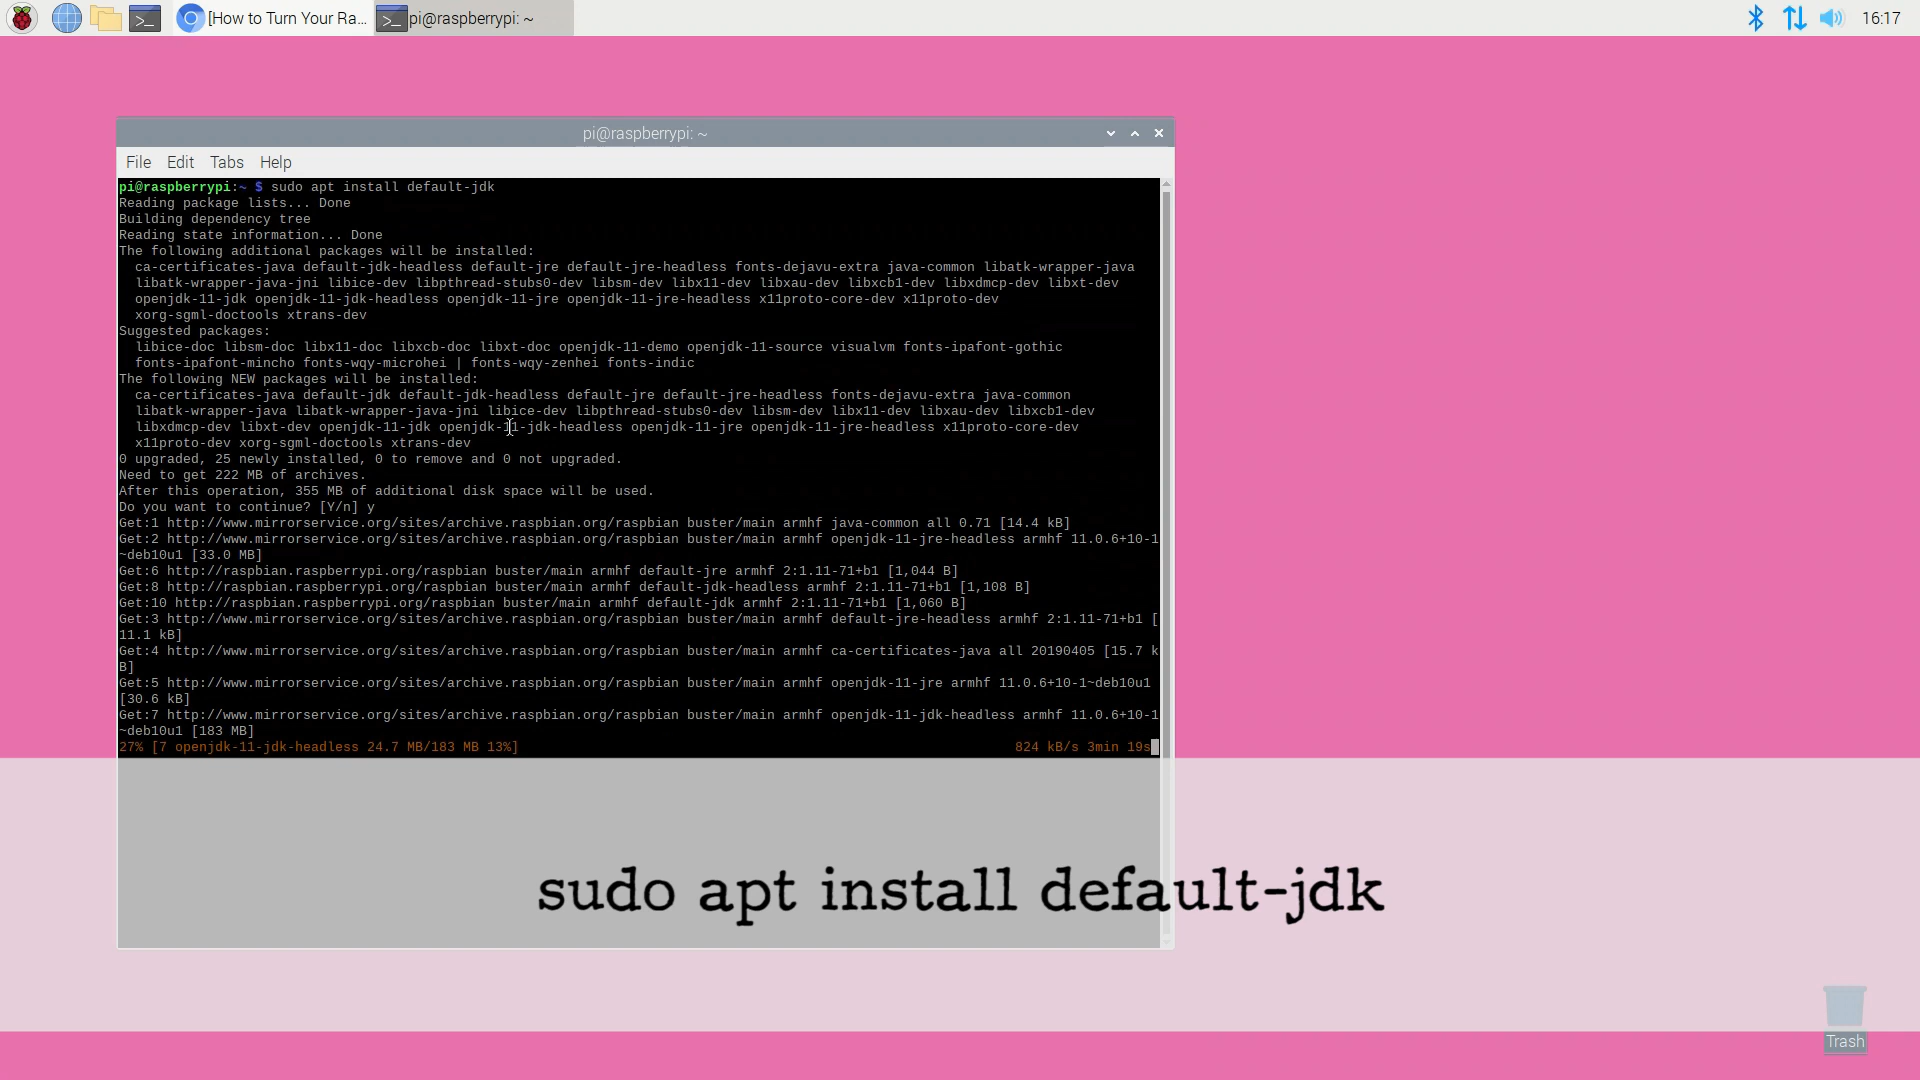 [How to Turn Your Ra...
pi@raspberrypi: ~
16:17
pi@raspberrypi: ~
File Edit Tabs Help
pi@raspberrypi:~ $ sudo apt install default-jdk
Reading package lists... Done
Building dependency tree
Reading state information... Done
The following additional packages will be installed:
ca-certificates-java default-jdk-headless default-jre default-jre-headless fonts-dejavu-extra java-common libatk-wrapper-java
libatk-wrapper-java-jni libice-dev libpthread-stubs0-dev libsm-dev libx11-dev libxau-dev libxcb1-dev libxdmcp-dev libxt-dev
openjdk-11-jdk openjdk-11-jdk-headless openjdk-11-jre openjdk-11-jre-headless x11proto-core-dev x11proto-dev
xorg-sgml-doctools xtrans-dev
Suggested packages:
libice-doc libsm-doc libx11-doc libxcb-doc libxt-doc openjdk-11-demo openjdk-11-source visualvm fonts-ipafont-gothic
fonts-ipafont-mincho fonts-wqy-microhei | fonts-wqy-zenhei fonts-indic
The following NEW packages will be installed:
ca-certificates-java default-jdk default-jdk-headless default-jre default-jre-headless fonts-dejavu-extra java-common
libatk-wrapper-java libatk-wrapper-java-jni libice-dev libpthread-stubs0-dev libsm-dev libx11-dev libxau-dev libxcb1-dev
libxdmcp-dev libxt-dev openjdk-11-jdk openjdk-11-jdk-headless openjdk-11-jre openjdk-11-jre-headless x11proto-core-dev
x11proto-dev xorg-sgml-doctools xtrans-dev
0 upgraded, 25 newly installed, 0 to remove and 0 not upgraded.
Need to get 222 MB of archives.
After this operation, 355 MB of additional disk space will be used.
Do you want to continue? [Y/n] y
Get:1 http://www.mirrorservice.org/sites/archive.raspbian.org/raspbian buster/main armhf java-common all 0.71 [14.4 kB]
Get:2 http://www.mirrorservice.org/sites/archive.raspbian.org/raspbian buster/main armhf openjdk-11-jre-headless armhf 11.0.6+10-1
~deb10u1 [33.0 MB]
Get:6 http://raspbian.raspberrypi.org/raspbian buster/main armhf default-jre armhf 2:1.11-71+b1 [1,044 B]
Get:8 http://raspbian.raspberrypi.org/raspbian buster/main armhf default-jdk-headless armhf 2:1.11-71+b1 [1,108 B]
Get:10 http://raspbian.raspberrypi.org/raspbian buster/main armhf default-jdk armhf 2:1.11-71+b1 [1,060 B]
Get:3 http://www.mirrorservice.org/sites/archive.raspbian.org/raspbian buster/main armhf default-jre-headless armhf 2:1.11-71+b1 [
11.1 kB]
Get:4 http://www.mirrorservice.org/sites/archive.raspbian.org/raspbian buster/main armhf ca-certificates-java all 20190405 [15.7 k
B]
Get:5 http://www.mirrorservice.org/sites/archive.raspbian.org/raspbian buster/main armhf openjdk-11-jre armhf 11.0.6+10-1~deb10u1
[30.6 kB]
Get:7 http://www.mirrorservice.org/sites/archive.raspbian.org/raspbian buster/main armhf openjdk-11-jdk-headless armhf 11.0.6+10-1
~deb10u1 [183 MB]
27% [7 openjdk-11-jdk-headless 24.7 MB/183 MB 13%] 824 kB/s 3min 19s
sudo apt install default-jdk
Trash